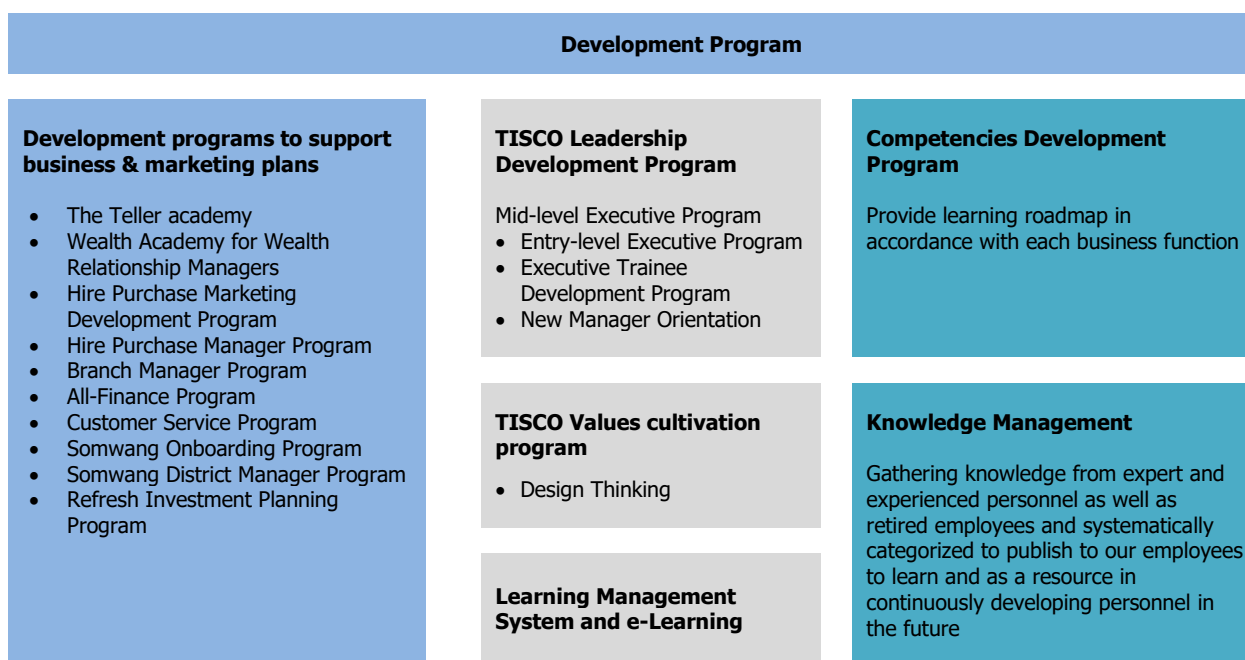 Development Program
Development programs to support
business & marketing plans
• The Teller academy
• Wealth Academy for Wealth
Relationship Managers
• Hire Purchase Marketing
Development Program
• Hire Purchase Manager Program
• Branch Manager Program
• All-Finance Program
• Customer Service Program
• Somwang Onboarding Program
• Somwang District Manager Program
• Refresh Investment Planning
Program
TISCO Leadership
Development Program
Mid-level Executive Program
• Entry-level Executive Program
• Executive Trainee
Development Program
• New Manager Orientation
TISCO Values cultivation
program
• Design Thinking
Learning Management
System and e-Learning
Competencies Development
Program
Provide learning roadmap in
accordance with each business function
Knowledge Management
Gathering knowledge from expert and
experienced personnel as well as
retired employees and systematically
categorized to publish to our employees
to learn and as a resource in
continuously developing personnel in
the future